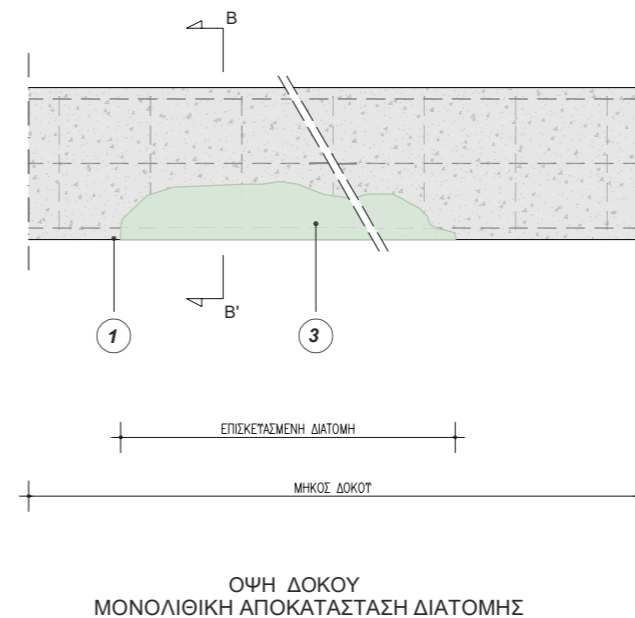 B
B'
1
3
ΕΠΙΣΚΕΥΑΣΜΕΝΗ ΔΙΑΤΟΜΗ
ΜΗΚΟΣ ΔΟΚΟΥ
ΟΨΗ ΔΟΚΟΥ
ΜΟΝΟΛΙΘΙΚΗ ΑΠΟΚΑΤΑΣΤΑΣΗ ΔΙΑΤΟΜΗΣ